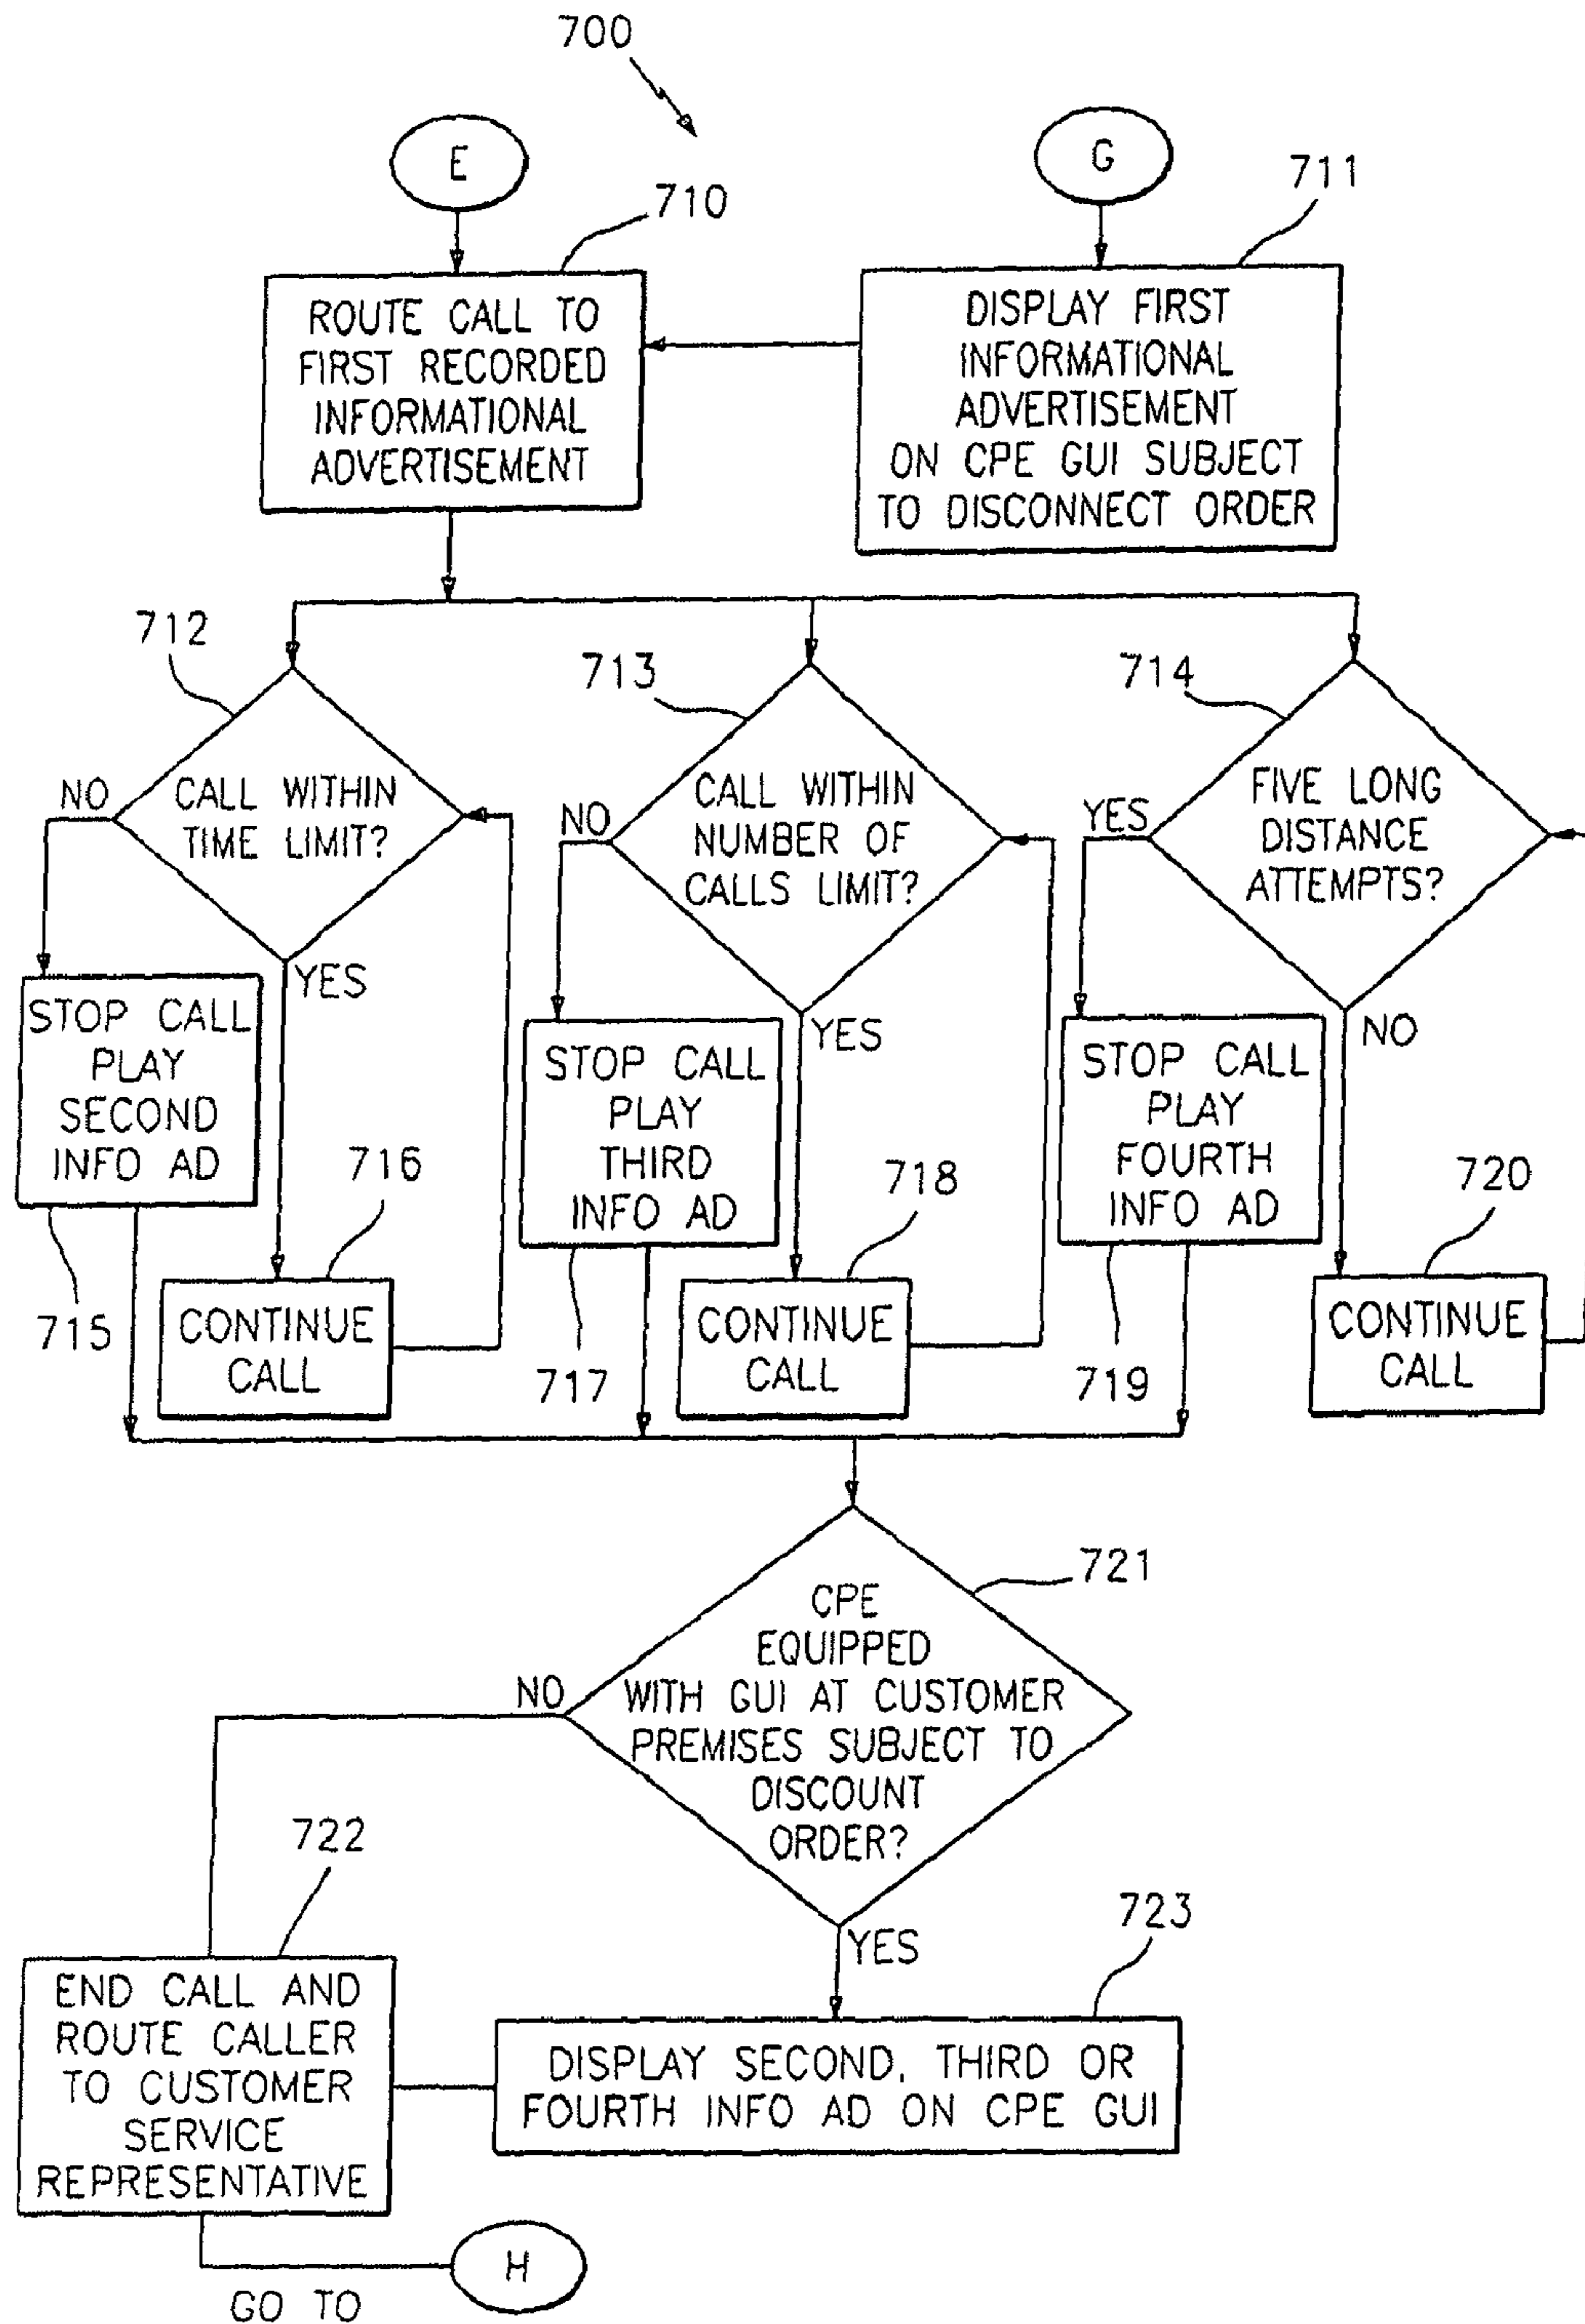 700
E
G
710
711
ROUTE CALL TO
FIRST RECORDED
INFORMATIONAL
ADVERTISEMENT
DISPLAY FIRST
INFORMATIONAL
ADVERTISEMENT
ON CPE GUI SUBJECT
TO DISCONNECT ORDER
712
713
714
NO
CALL WITHIN
TIME LIMIT?
YES
NO
CALL WITHIN
NUMBER OF
CALLS LIMIT?
YES
YES
FIVE LONG
DISTANCE
ATTEMPTS?
NO
STOP CALL
PLAY
SECOND
INFO AD
715
716
CONTINUE
CALL
STOP CALL
PLAY
THIRD
INFO AD
717
718
CONTINUE
CALL
STOP CALL
PLAY
FOURTH
INFO AD
719
720
CONTINUE
CALL
721
CPE
EQUIPPED
WITH GUI AT CUSTOMER
PREMISES SUBJECT TO
DISCOUNT
ORDER?
NO
YES
722
723
END CALL AND
ROUTE CALLER
TO CUSTOMER
SERVICE
REPRESENTATIVE
DISPLAY SECOND, THIRD OR
FOURTH INFO AD ON CPE GUI
H
GO TO